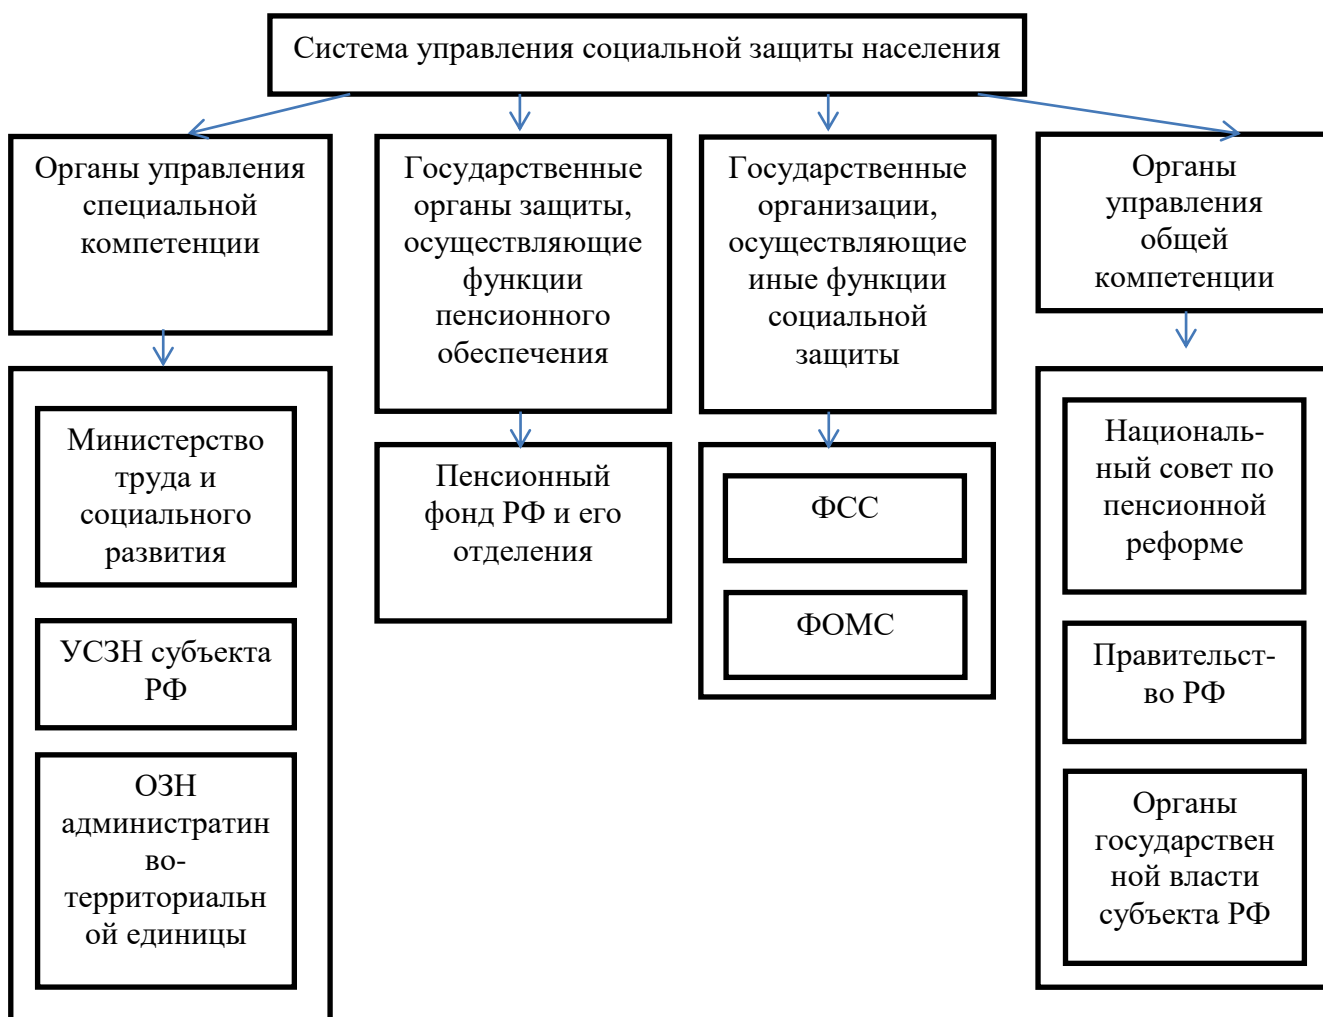 Система управления социальной защиты населения
Органы управления
специальной
компетенции
Государственные
органы защиты,
осуществляющие
функции
пенсионного
обеспечения
Государственные
организации,
осуществляющие
иные функции
социальной
защиты
Органы
управления
общей
компетенции
Министерство
труда и
социального
развития
УСЗН субъекта
РФ
ОЗН
администратин
во-
территориальн
ой единицы
Пенсионный
фонд РФ и его
отделения
ФСС
ФОМС
Националь-
ный совет по
пенсионной
реформе
Правительст-
во РФ
Органы
государствен
ной власти
субъекта РФ